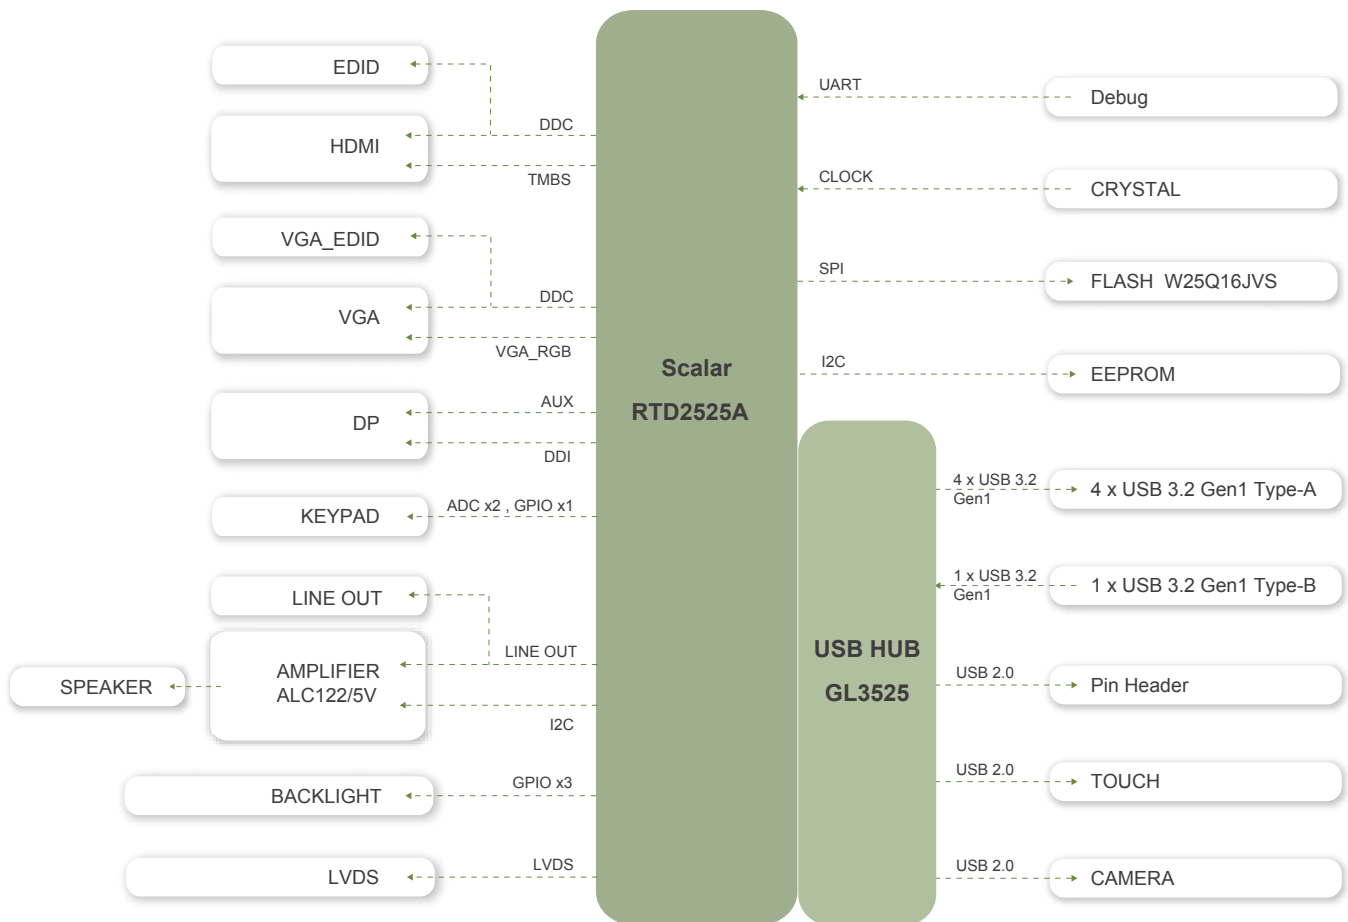 EDID
DDC
HDMI
TMBS
VGA_EDID
DDC
VGA
VGA_RGB
AUX
DP
DDI
ADC x2 , GPIO x1
KEYPAD
LINE OUT
LINE OUT
AMPLIFIER
ALC122/5V
SPEAKER
I2C
GPIO x3
BACKLIGHT
LVDS
LVDS
Scalar
RTD2525A
UART
Debug
CLOCK
CRYSTAL
SPI
FLASH W25Q16JVS
I2C
EEPROM
USB HUB
GL3525
4 x USB 3.2
Gen1
4 x USB 3.2 Gen1 Type-A
1 x USB 3.2
Gen1
1 x USB 3.2 Gen1 Type-B
USB 2.0
Pin Header
USB 2.0
TOUCH
USB 2.0
CAMERA